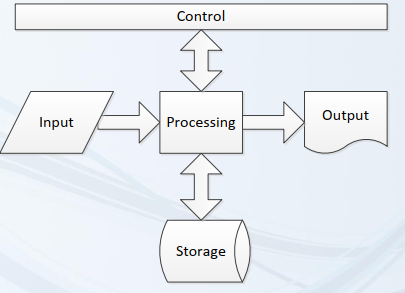 Control
Input
Processing
Output
Storage